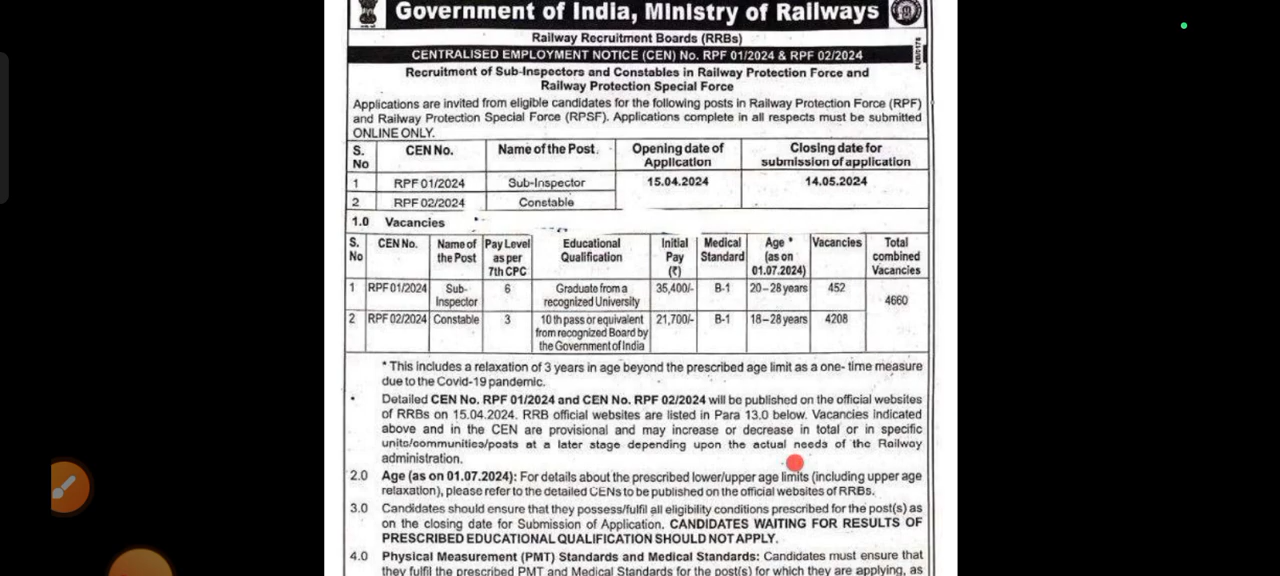 Government of India, Ministry of Railways
Railway Recruitment Boards (RRBs)
CENTRALISED EMPLOYMENT NOTICE (CEN) No. RPF 01/2024 & RPF 02/2024
Recruitment of Sub-Inspectors and Constables in Railway Protection Force and
Railway Protection Special Force
Applications are invited from eligible candidates for the following posts in Railway Protection Force (RPF)
and Railway Protection Special Force (RPSF). Applications complete in all respects must be submitted
ONLINE ONLY.
S. No CEN No. Name of the Post. Opening date of Application Closing date for submission of application
1 RPF 01/2024 Sub-Inspector 15.04.2024 14.05.2024
2 RPF 02/2024 Constable
1.0 Vacancies
S. No CEN No. Name of the Post Pay Level as per 7th CPC Educational Qualification Initial Pay (₹) Medical Standard Age * (as on 01.07.2024) Vacancies Total combined Vacancies
1 RPF 01/2024 Sub-Inspector 6 Graduate from a recognized University 35,400/- B-1 20–28 years 452 4660
2 RPF 02/2024 Constable 3 10th pass or equivalent from recognized Board by the Government of India 21,700/- B-1 18–28 years 4208
* This includes a relaxation of 3 years in age beyond the prescribed age limit as a one- time measure
due to the Covid-19 pandemic.
• Detailed CEN No. RPF 01/2024 and CEN No. RPF 02/2024 will be published on the official websites
of RRBs on 15.04.2024. RRB official websites are listed in Para 13.0 below. Vacancies indicated
above and in the CEN are provisional and may increase or decrease in total or in specific
units/communities/posts at a later stage depending upon the actual needs of the Railway
administration.
2.0 Age (as on 01.07.2024): For details about the prescribed lower/upper age limits (including upper age
relaxation), please refer to the detailed CENs to be published on the official websites of RRBs.
3.0 Candidates should ensure that they possess/fulfil all eligibility conditions prescribed for the post(s) as
on the closing date for Submission of Application. CANDIDATES WAITING FOR RESULTS OF
PRESCRIBED EDUCATIONAL QUALIFICATION SHOULD NOT APPLY.
4.0 Physical Measurement (PMT) Standards and Medical Standards: Candidates must ensure that
they fulfil the prescribed PMT and Medical Standards for the post(s) for which they are applying, as